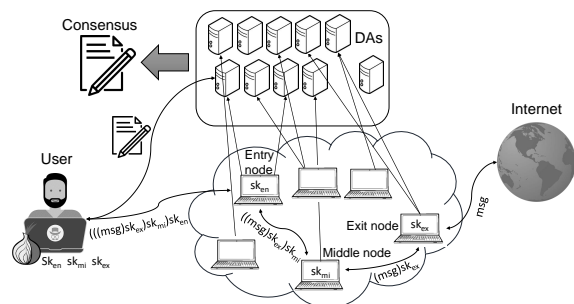 Consensus
DAs
Internet
User
Entry
node
sk_en
(((msg)sk_ex)sk_mi)sk_en
((msg)sk_ex)sk_mi
Exit node
sk_ex
msg
Middle node
sk_mi
(msg)sk_ex
Sk_en sk_mi sk_ex